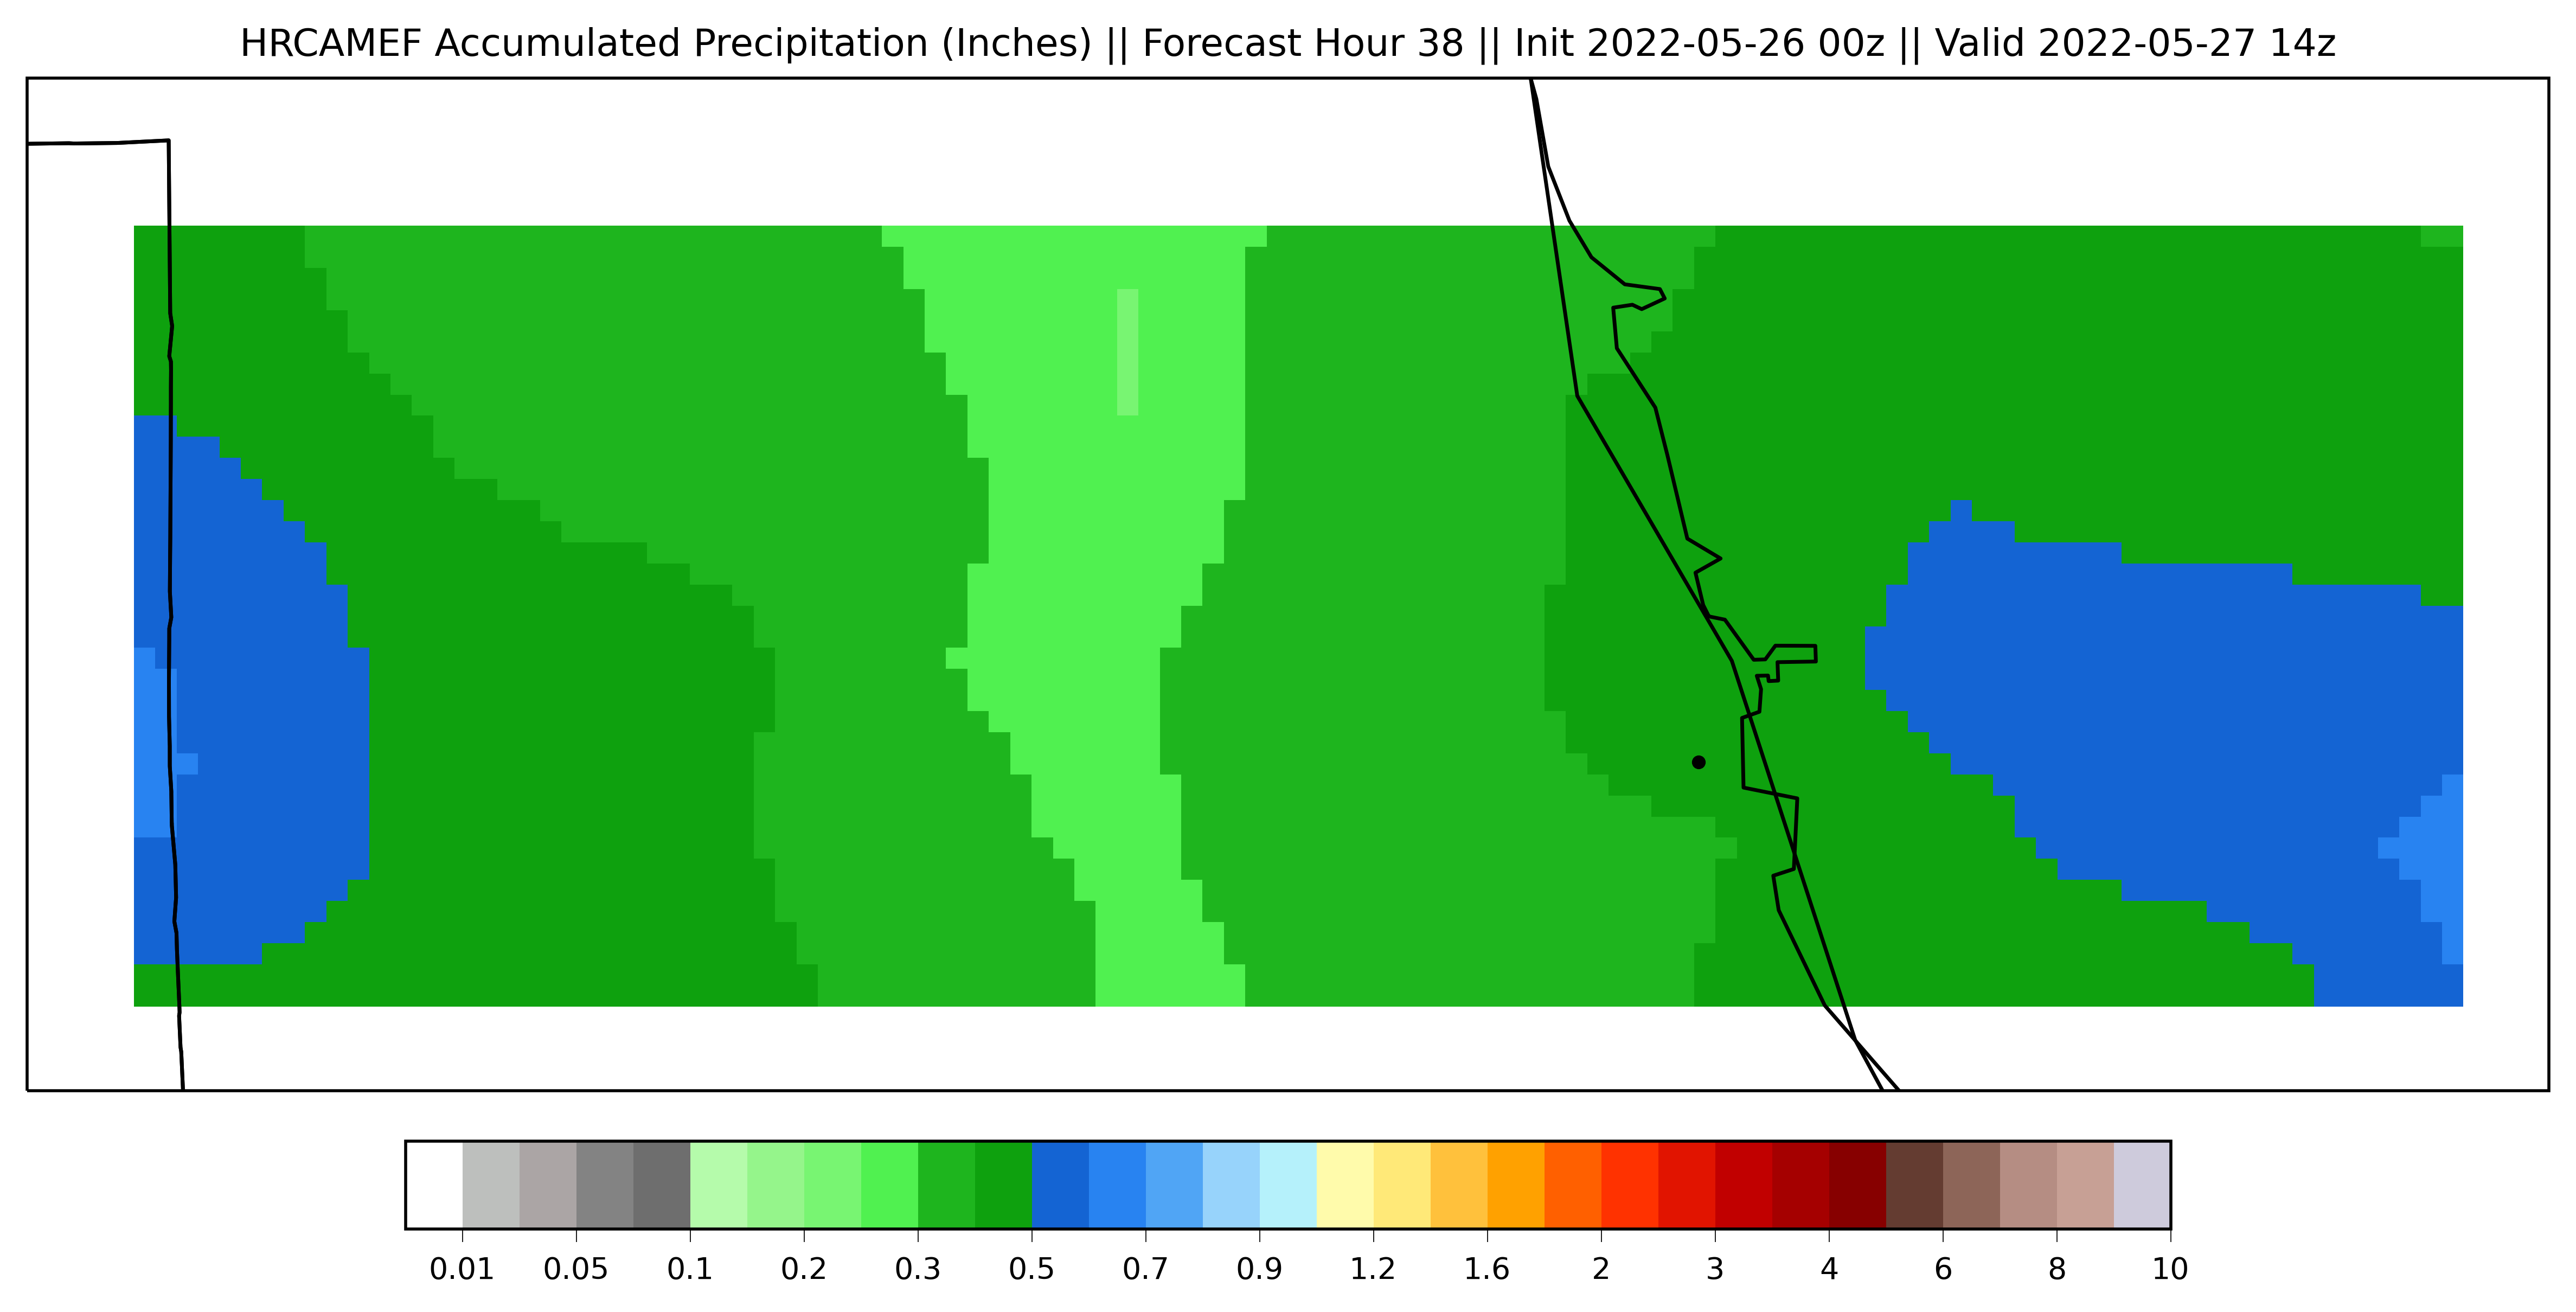 HRCAMEF Accumulated Precipitation (Inches) || Forecast Hour 38 || Init 2022-05-26 00z || Valid 2022-05-27 14z
0.01 0.05 0.1 0.2 0.3 0.5 0.7 0.9 1.2 1.6 2 3 4 6 8 10